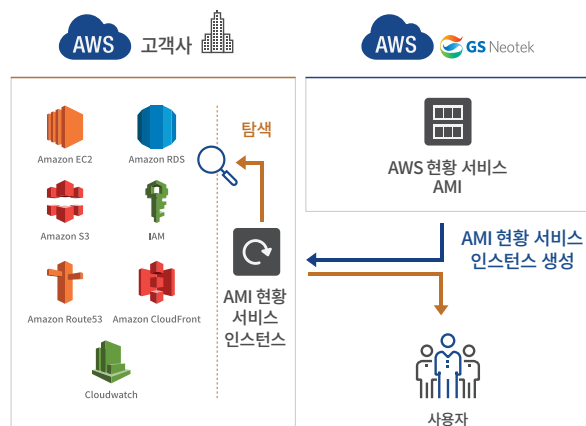 AWS 고객사
AWS GS Neotek
Amazon EC2
Amazon RDS
탐색
Amazon S3
IAM
Amazon Route53
Amazon CloudFront
Cloudwatch
AMI 현황
서비스
인스턴스
AWS 현황 서비스
AMI
AMI 현황 서비스
인스턴스 생성
사용자